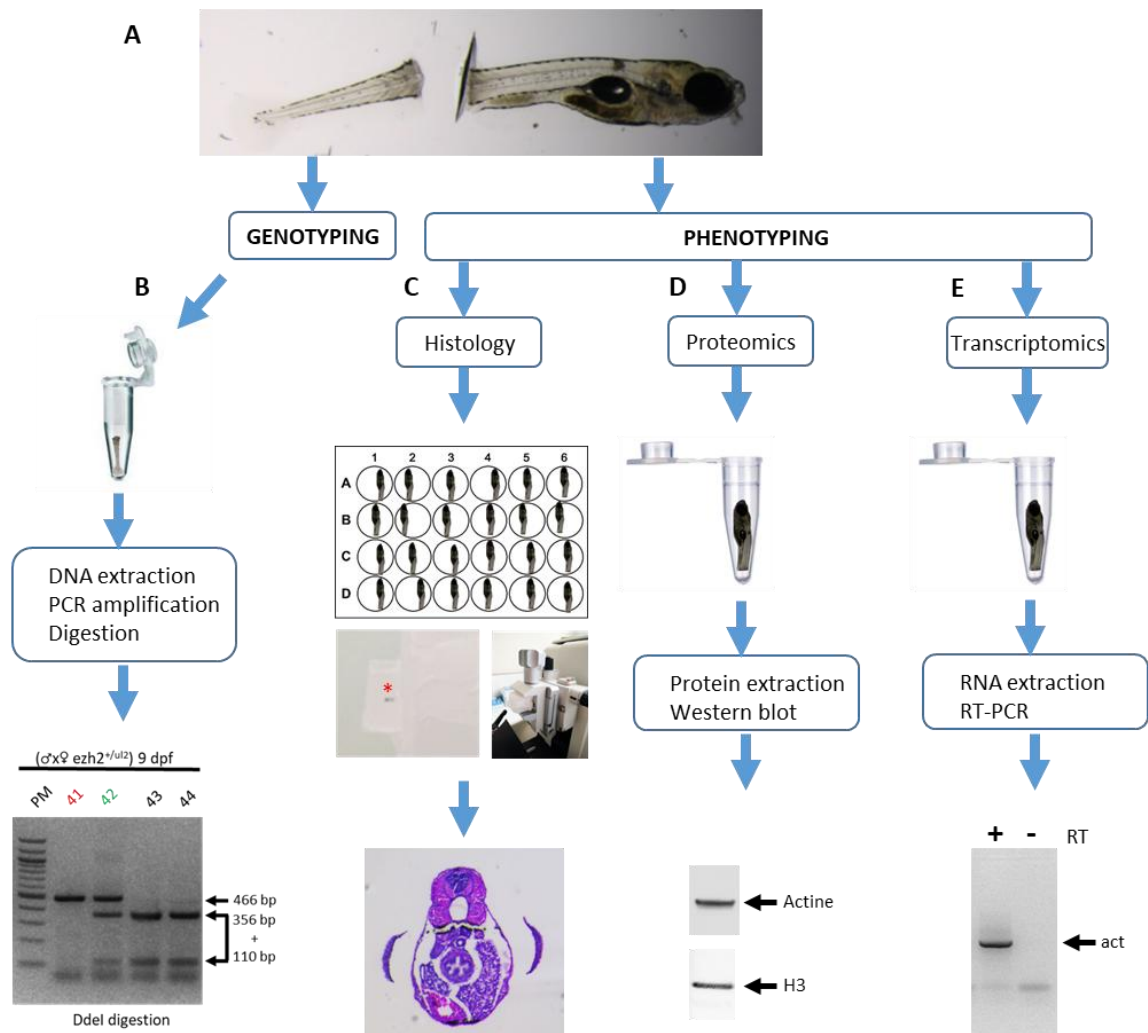 A
GENOTYPING
PHENOTYPING
B
C
D
E
Histology
Proteomics
Transcriptomics
1 2 3 4 5 6
A
B
C
D
DNA extraction
PCR amplification
Digestion
*
Protein extraction
Western blot
RNA extraction
RT-PCR
(♂x♀ ezh2+/ul2) 9 dpf
PM 41 42 43 44
466 bp
356 bp
+
110 bp
DdeI digestion
Actine
H3
+ - RT
act